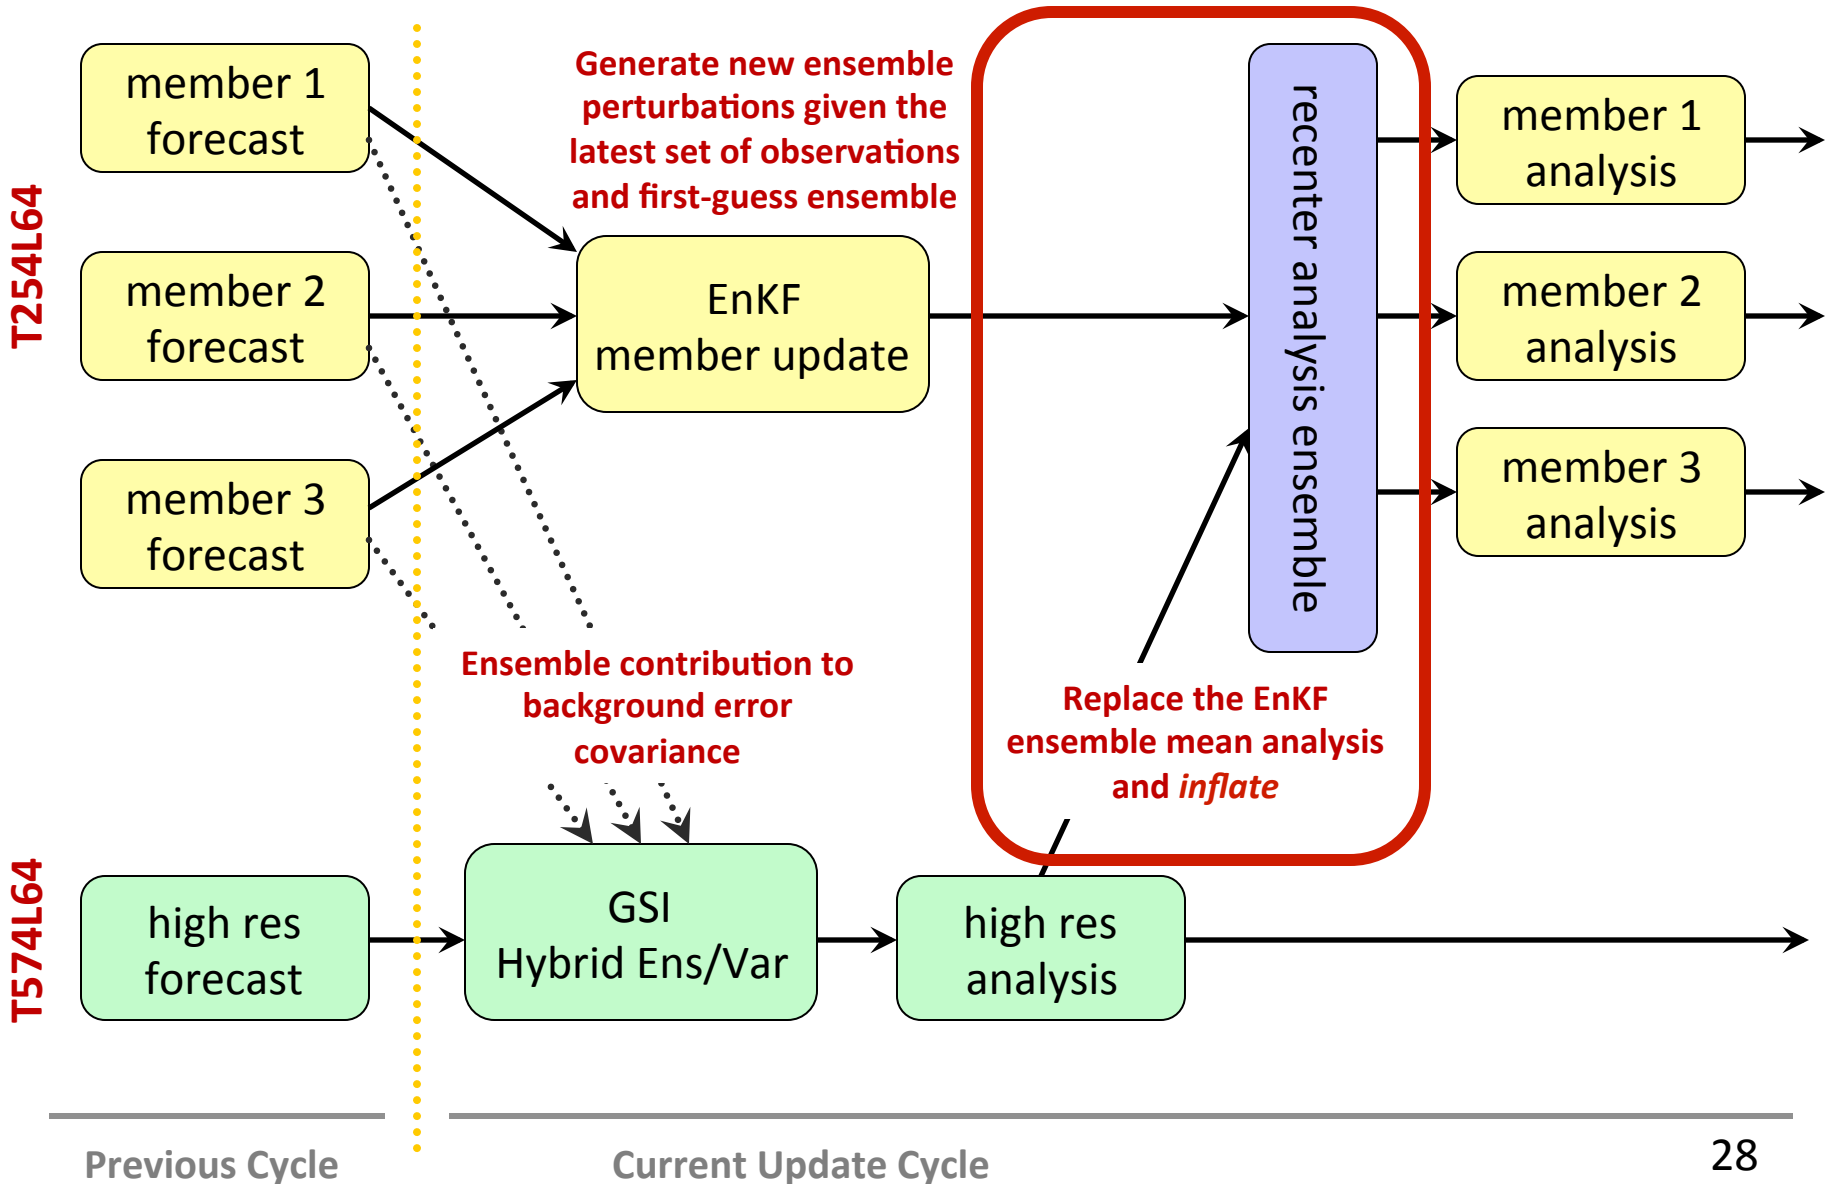 T254L64
member 1
forecast
member 2
forecast
member 3
forecast
Generate new ensemble
perturbations given the
latest set of observations
and first-guess ensemble
EnKF
member update
recenter analysis ensemble
member 1
analysis
member 2
analysis
member 3
analysis
Ensemble contribution to
background error
covariance
Replace the EnKF
ensemble mean analysis
and inflate
T574L64
high res
forecast
GSI
Hybrid Ens/Var
high res
analysis
Previous Cycle
Current Update Cycle
28